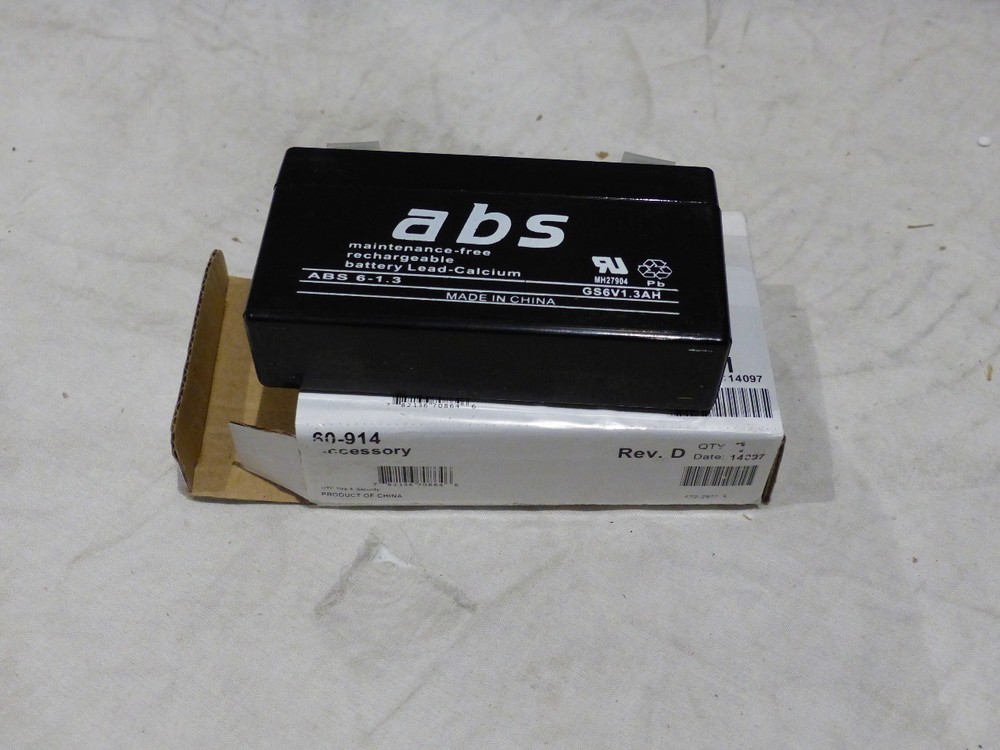 abs
maintenance-free
rechargeable
battery Lead-Calcium
ABS 6-1.3
MH27904
Pb
GS6V1.3AH
MADE IN CHINA
14097
60-914
ccessory
Rev. D
QTY
Date: 14097
PRODUCT OF CHINA